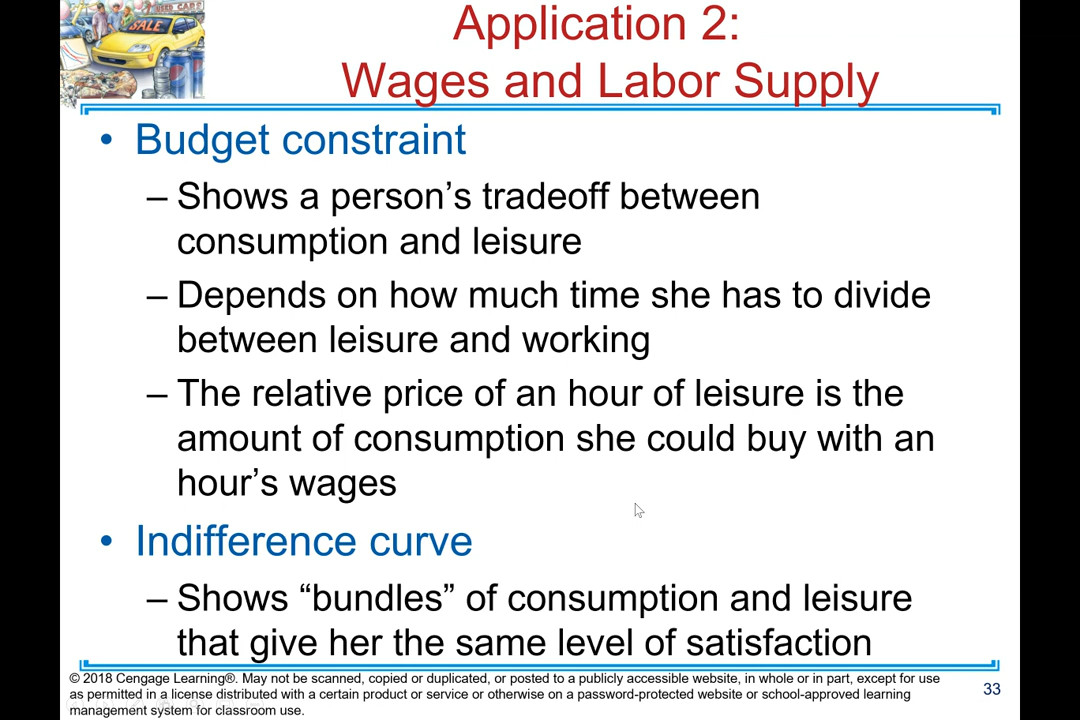 USED CARS
SALE
Application 2:
Wages and Labor Supply
• Budget constraint
– Shows a person’s tradeoff between
consumption and leisure
– Depends on how much time she has to divide
between leisure and working
– The relative price of an hour of leisure is the
amount of consumption she could buy with an
hour’s wages
• Indifference curve
– Shows “bundles” of consumption and leisure
that give her the same level of satisfaction
© 2018 Cengage Learning®. May not be scanned, copied or duplicated, or posted to a publicly accessible website, in whole or in part, except for use
as permitted in a license distributed with a certain product or service or otherwise on a password-protected website or school-approved learning
management system for classroom use.
33